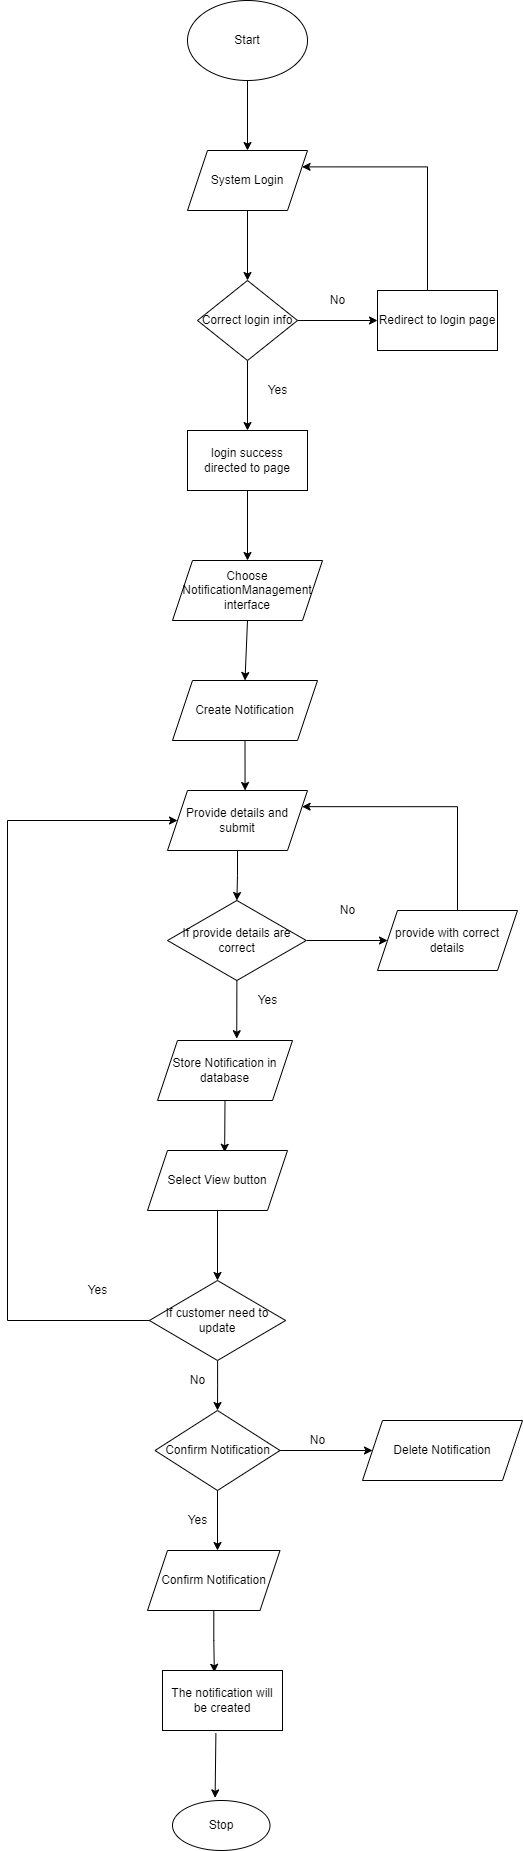 Start
System Login
No
Correct login info
Redirect to login page
Yes
login success
directed to page
Choose
NotificationManagement
interface
Create Notification
Provide details and
submit
No
If provide details are
correct
provide with correct
details
Yes
Store Notification in
database
Select View button
Yes
If customer need to
update
No
No
Confirm Notification
Delete Notification
Yes
Confirm Notification
The notification will
be created
Stop